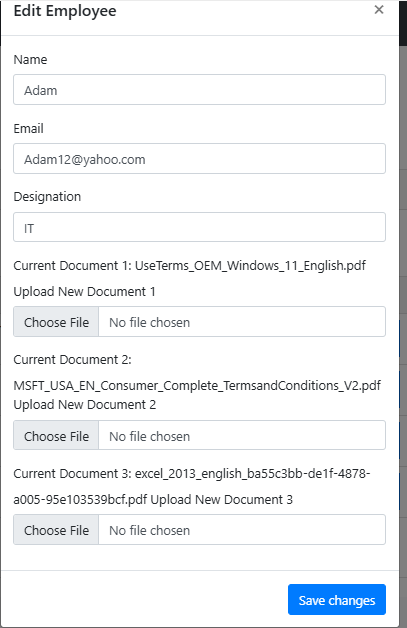 Edit Employee ×
Name
Adam
Email
Adam12@yahoo.com
Designation
IT
Current Document 1: UseTerms_OEM_Windows_11_English.pdf
Upload New Document 1
Choose File No file chosen
Current Document 2:
MSFT_USA_EN_Consumer_Complete_TermsandConditions_V2.pdf
Upload New Document 2
Choose File No file chosen
Current Document 3: excel_2013_english_ba55c3bb-de1f-4878-
a005-95e103539bcf.pdf Upload New Document 3
Choose File No file chosen
Save changes